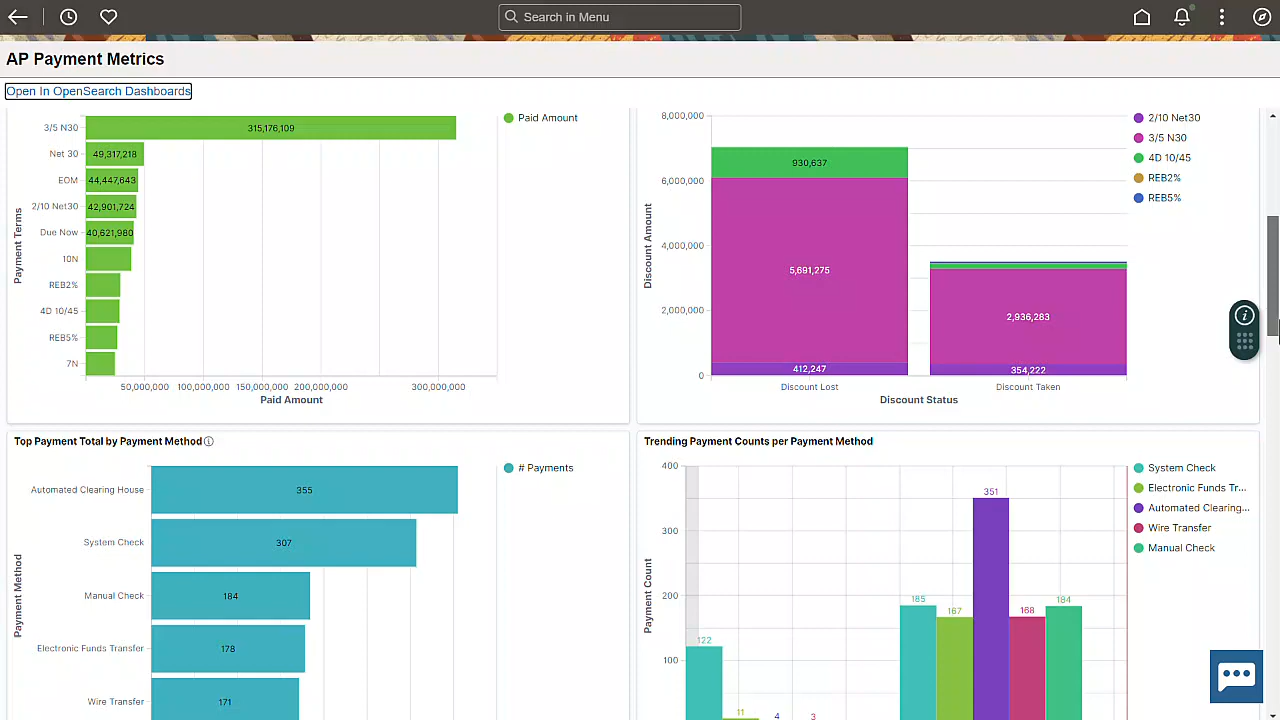 Search in Menu
AP Payment Metrics
Open In OpenSearch Dashboards
Payment Terms
3/5 N30
Net 30
EOM
2/10 Net30
Due Now
10N
REB2%
4D 10/45
REB5%
7N
315,176,109
49,317,218
44,447,643
42,901,724
40,621,980
50,000,000 100,000,000 150,000,000 200,000,000 300,000,000
Paid Amount
Paid Amount
Discount Amount
8,000,000
6,000,000
4,000,000
2,000,000
0
930,637
5,691,275
412,247
2,936,283
354,222
Discount Lost
Discount Taken
Discount Status
2/10 Net30
3/5 N30
4D 10/45
REB2%
REB5%
Top Payment Total by Payment Method
Payment Method
Automated Clearing House
355
System Check
307
Manual Check
184
Electronic Funds Transfer
178
Wire Transfer
171
# Payments
Trending Payment Counts per Payment Method
Payment Count
400
300
200
100
122
11
4
3
185
167
351
168
184
System Check
Electronic Funds Tr...
Automated Clearing...
Wire Transfer
Manual Check